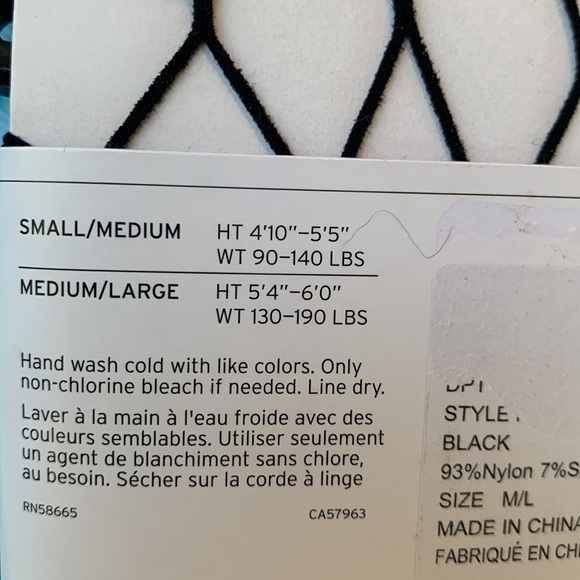 SMALL/MEDIUM HT 4'10"–5'5"
WT 90–140 LBS
MEDIUM/LARGE HT 5'4"–6'0"
WT 130–190 LBS
Hand wash cold with like colors. Only
non-chlorine bleach if needed. Line dry.
Laver à la main à l'eau froide avec des
couleurs semblables. Utiliser seulement
un agent de blanchiment sans chlore,
au besoin. Sécher sur la corde à linge
RN58665 CA57963
STYLE
BLACK
93%Nylon 7%S
SIZE M/L
MADE IN CHINA
FABRIQUÉ EN CHI